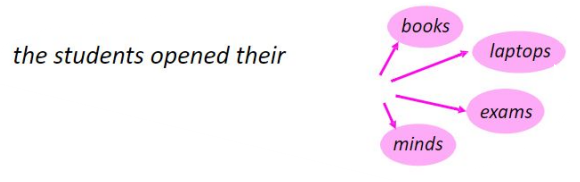 books
the students opened their
laptops
exams
minds